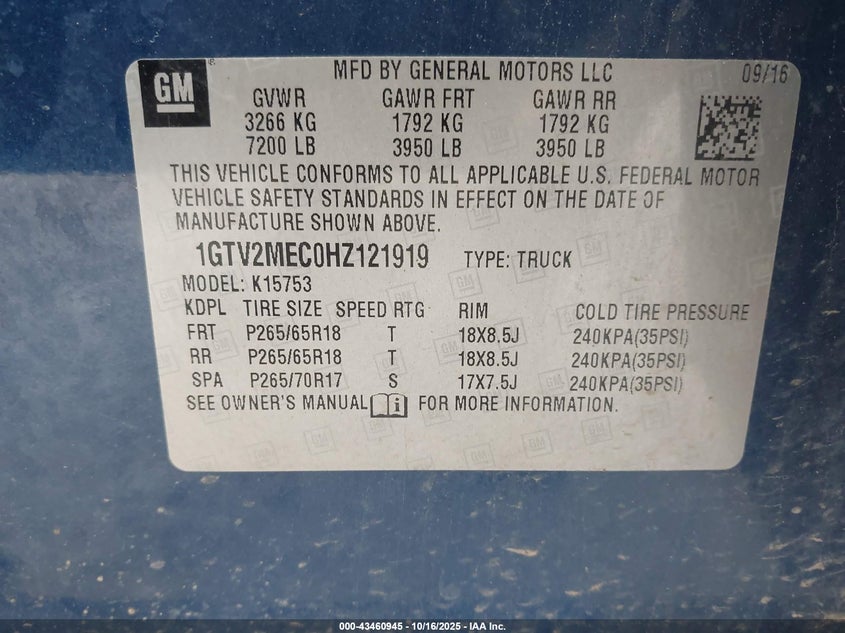 GM
MFD BY GENERAL MOTORS LLC 09/16
GVWR GAWR FRT GAWR RR
3266 KG 1792 KG 1792 KG
7200 LB 3950 LB 3950 LB
THIS VEHICLE CONFORMS TO ALL APPLICABLE U.S. FEDERAL MOTOR
VEHICLE SAFETY STANDARDS IN EFFECT ON THE DATE OF
MANUFACTURE SHOWN ABOVE.
1GTV2MEC0HZ121919 TYPE: TRUCK
MODEL: K15753
KDPL TIRE SIZE SPEED RTG RIM COLD TIRE PRESSURE
FRT P265/65R18 T 18X8.5J 240KPA(35PSI)
RR P265/65R18 T 18X8.5J 240KPA(35PSI)
SPA P265/70R17 S 17X7.5J 240KPA(35PSI)
SEE OWNER'S MANUAL FOR MORE INFORMATION.
000-43460945 - 10/16/2025 - IAA Inc.